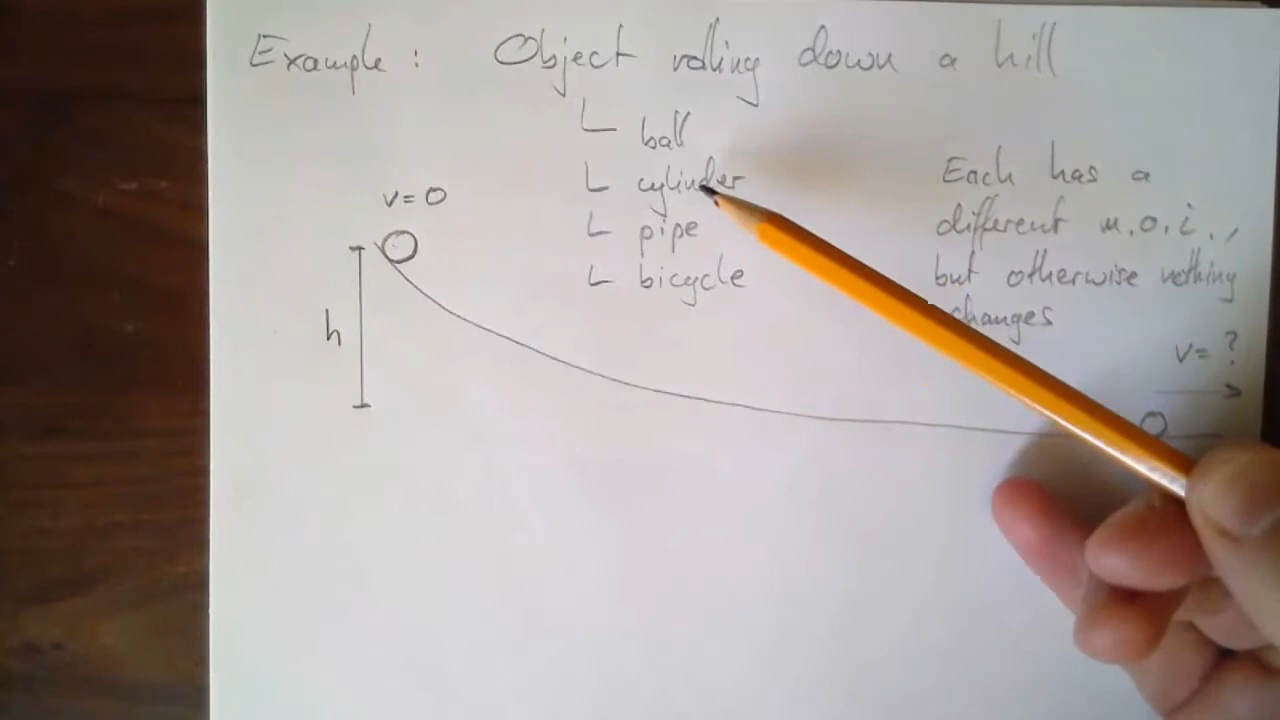 Example : Object rolling down a hill
ball
cylinder
pipe
bicycle
Each has a
different m.o.i.,
but otherwise nothing
changes
v = 0
h
v = ?